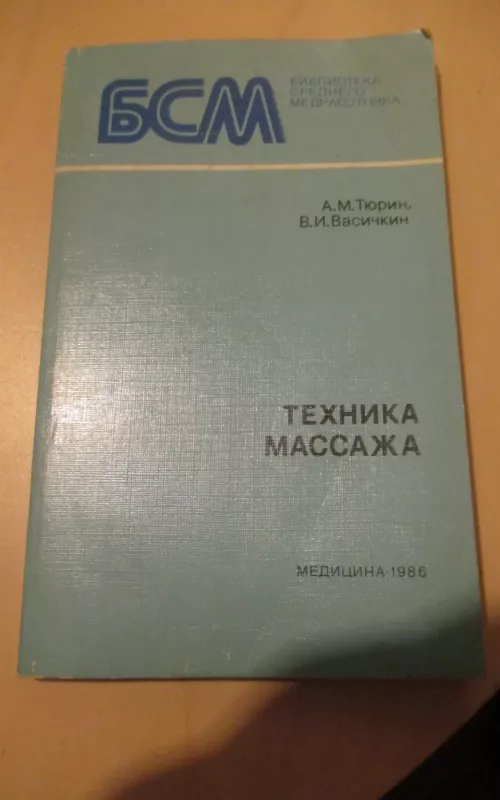 БСМ
БИБЛИОТЕКА
СРЕДНЕГО
МЕДРАБОТНИКА
А.М.Тюрин,
В.И.Васичкин
ТЕХНИКА
МАССАЖА
МЕДИЦИНА·1986